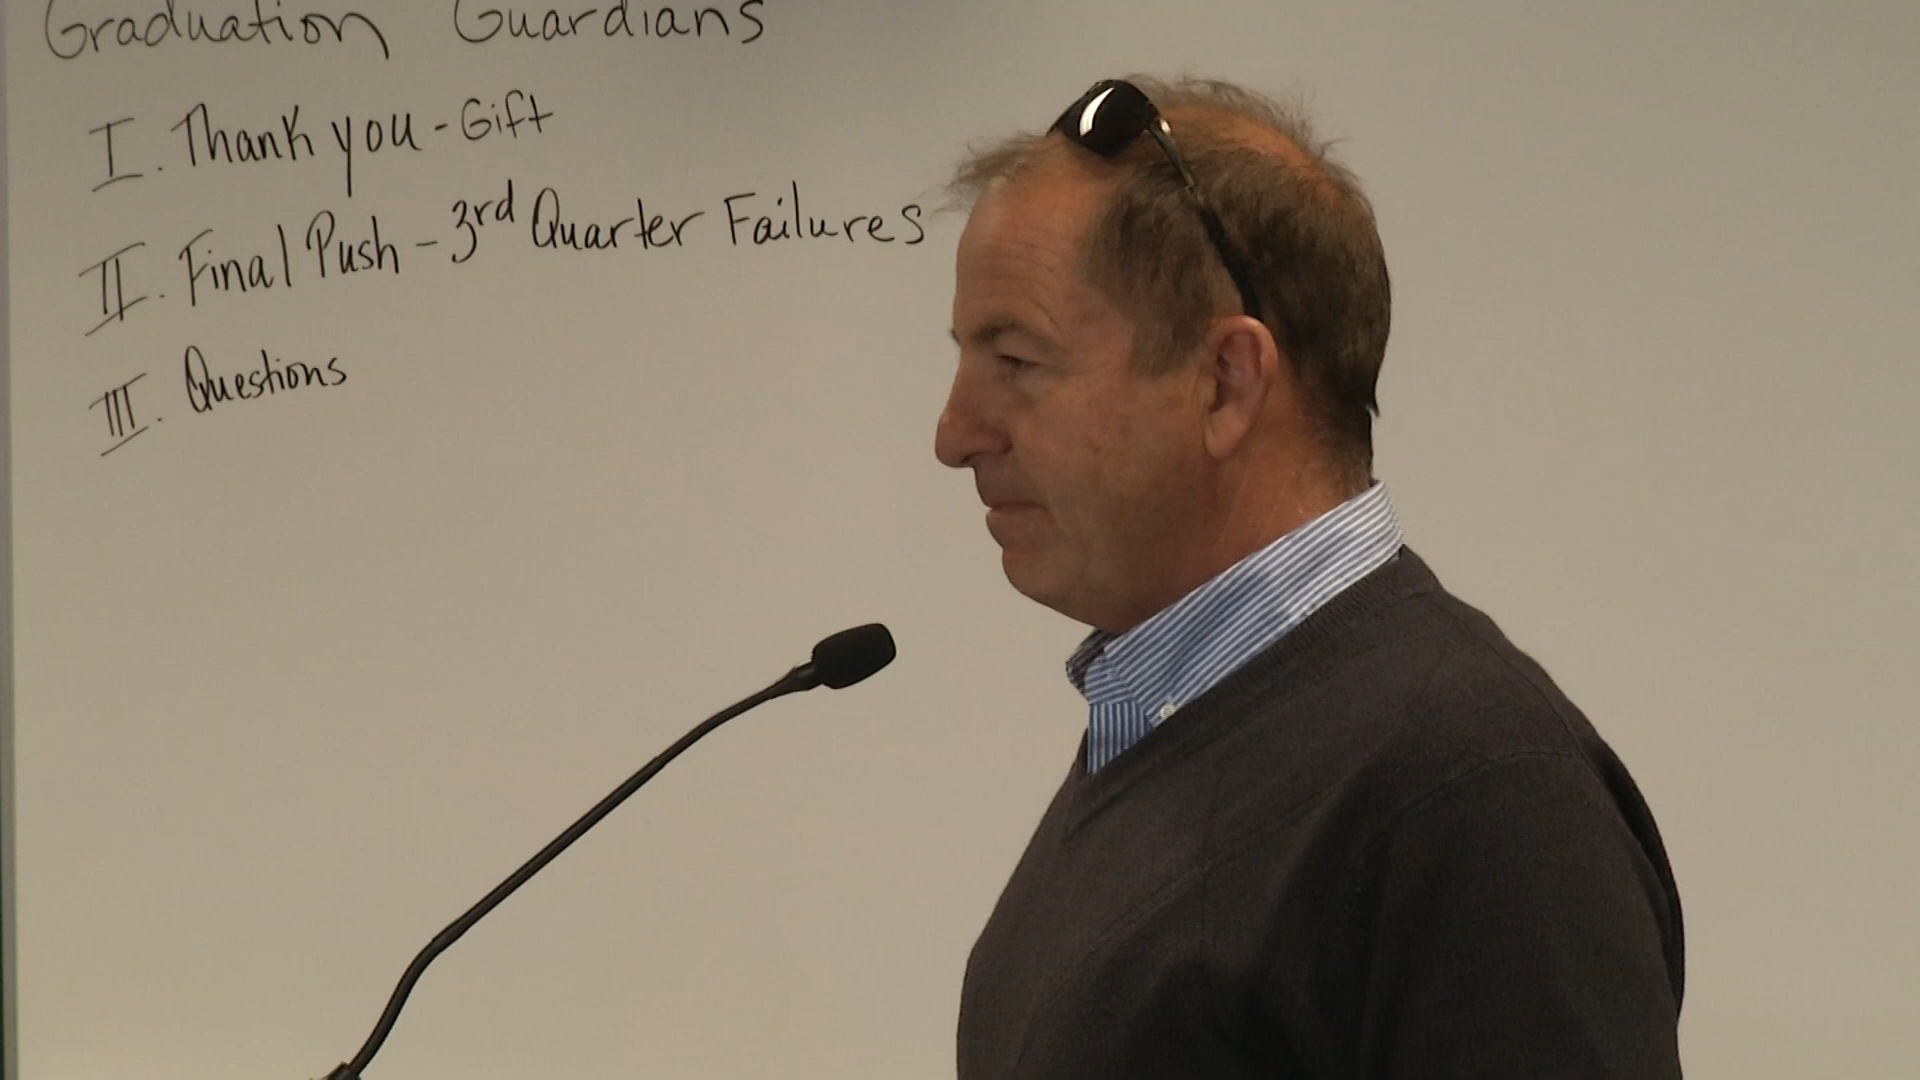 Graduation Guardians
I. Thank you - Gift
II. Final Push - 3rd Quarter Failures
III. Questions